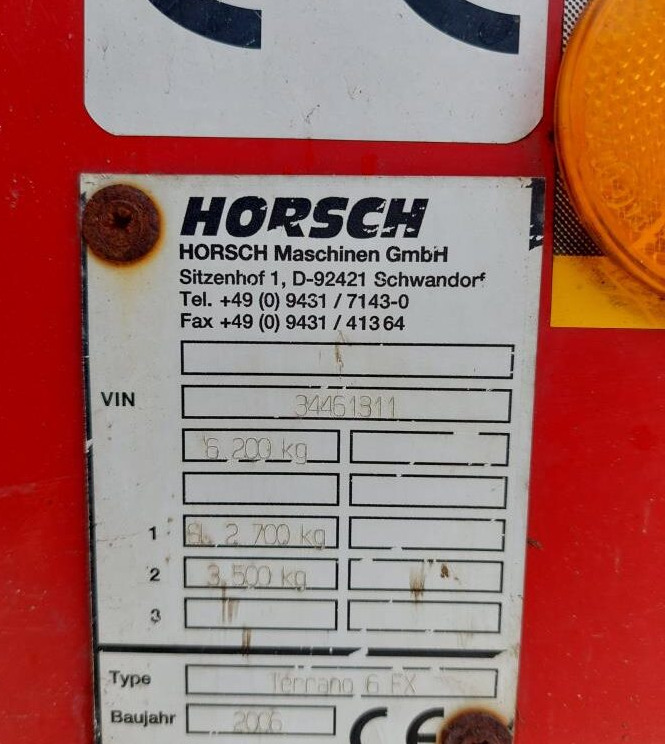 CE
HORSCH
HORSCH Maschinen GmbH
Sitzenhof 1, D-92421 Schwandorf
Tel. +49 (0) 9431 / 7143-0
Fax +49 (0) 9431 / 41364
VIN 34461311
6 200 kg
1 2 700 kg
2 3 500 kg
3
Type Terrano 6 FX
Baujahr 2006 CE